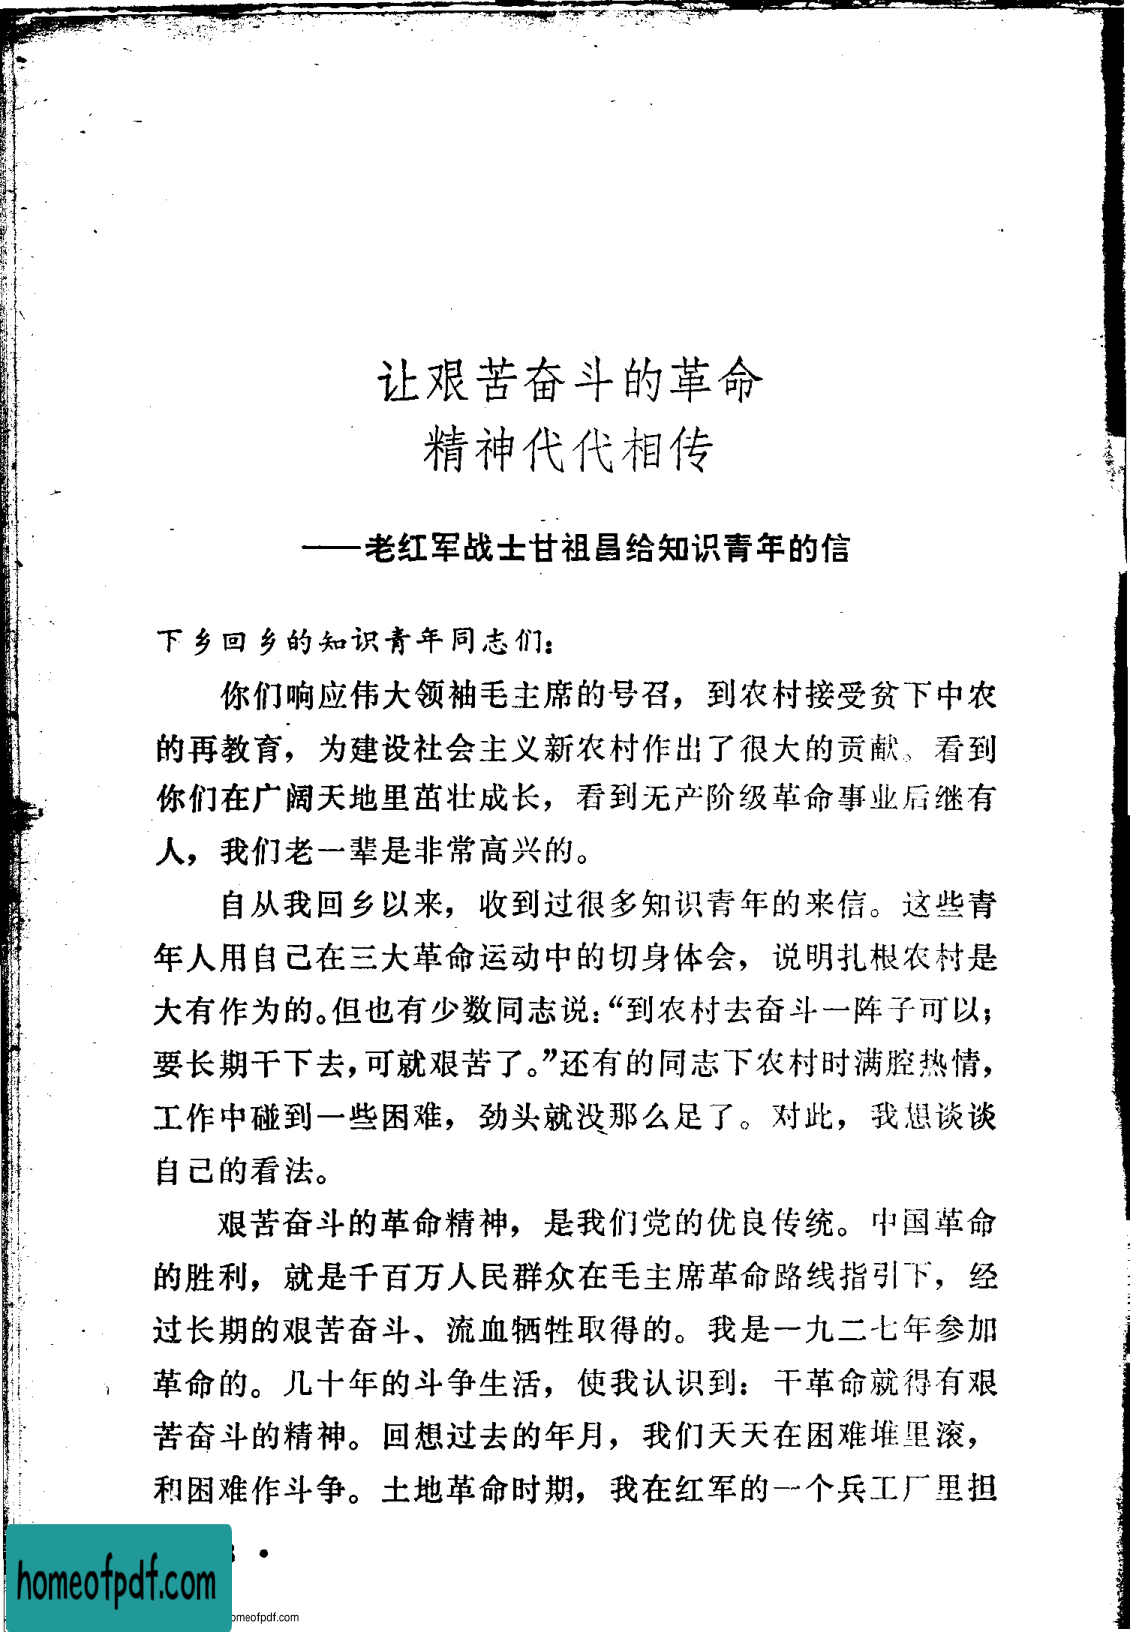 让艰苦奋斗的革命
精神代代相传
——老红军战士甘祖昌给知识青年的信
下乡回乡的知识青年同志们：
你们响应伟大领袖毛主席的号召，到农村接受贫下中农
的再教育，为建设社会主义新农村作出了很大的贡献。看到
你们在广阔天地里茁壮成长，看到无产阶级革命事业后继有
人，我们老一辈是非常高兴的。
自从我回乡以来，收到过很多知识青年的来信。这些青
年人用自己在三大革命运动中的切身体会，说明扎根农村是
大有作为的。但也有少数同志说：“到农村去奋斗一阵子可以；
要长期干下去，可就艰苦了。”还有的同志下农村时满腔热情，
工作中碰到一些困难，劲头就没那么足了。对此，我想谈谈
自己的看法。
艰苦奋斗的革命精神，是我们党的优良传统。中国革命
的胜利，就是千百万人民群众在毛主席革命路线指引下，经
过长期的艰苦奋斗、流血牺牲取得的。我是一九二七年参加
革命的。几十年的斗争生活，使我认识到：干革命就得有艰
苦奋斗的精神。回想过去的年月，我们天天在困难堆里滚，
和困难作斗争。土地革命时期，我在红军的一个兵工厂里担
homeofpdf.com
omeofpdf.com